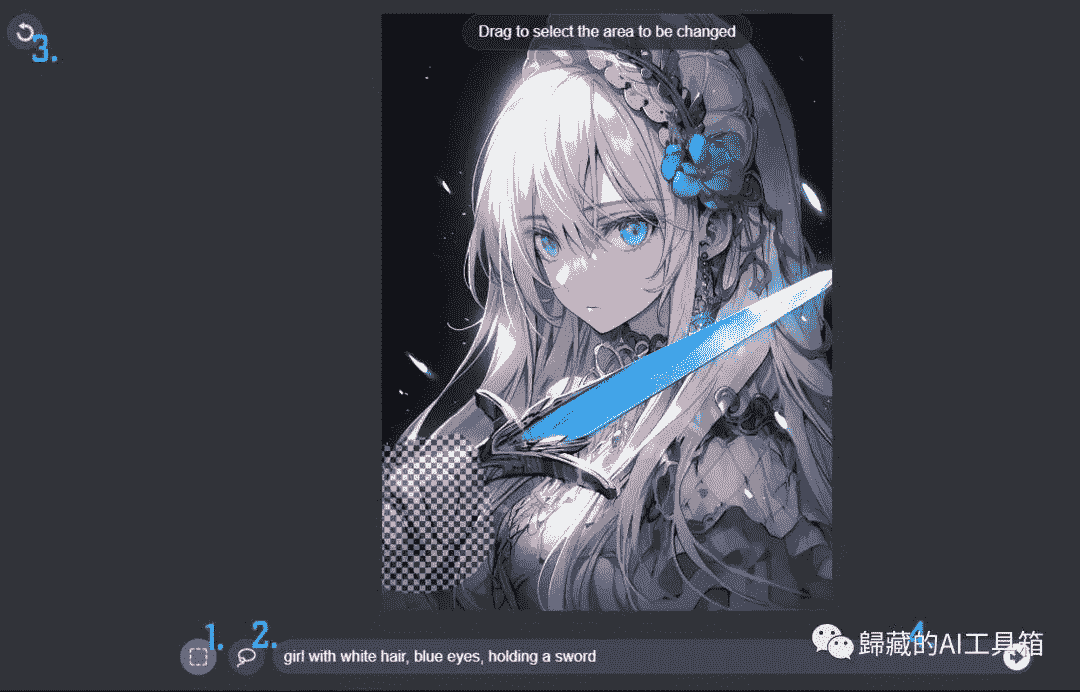 Drag to select the area to be changed
3.
1.
2.
girl with white hair, blue eyes, holding a sword
4
歸藏的AI工具箱